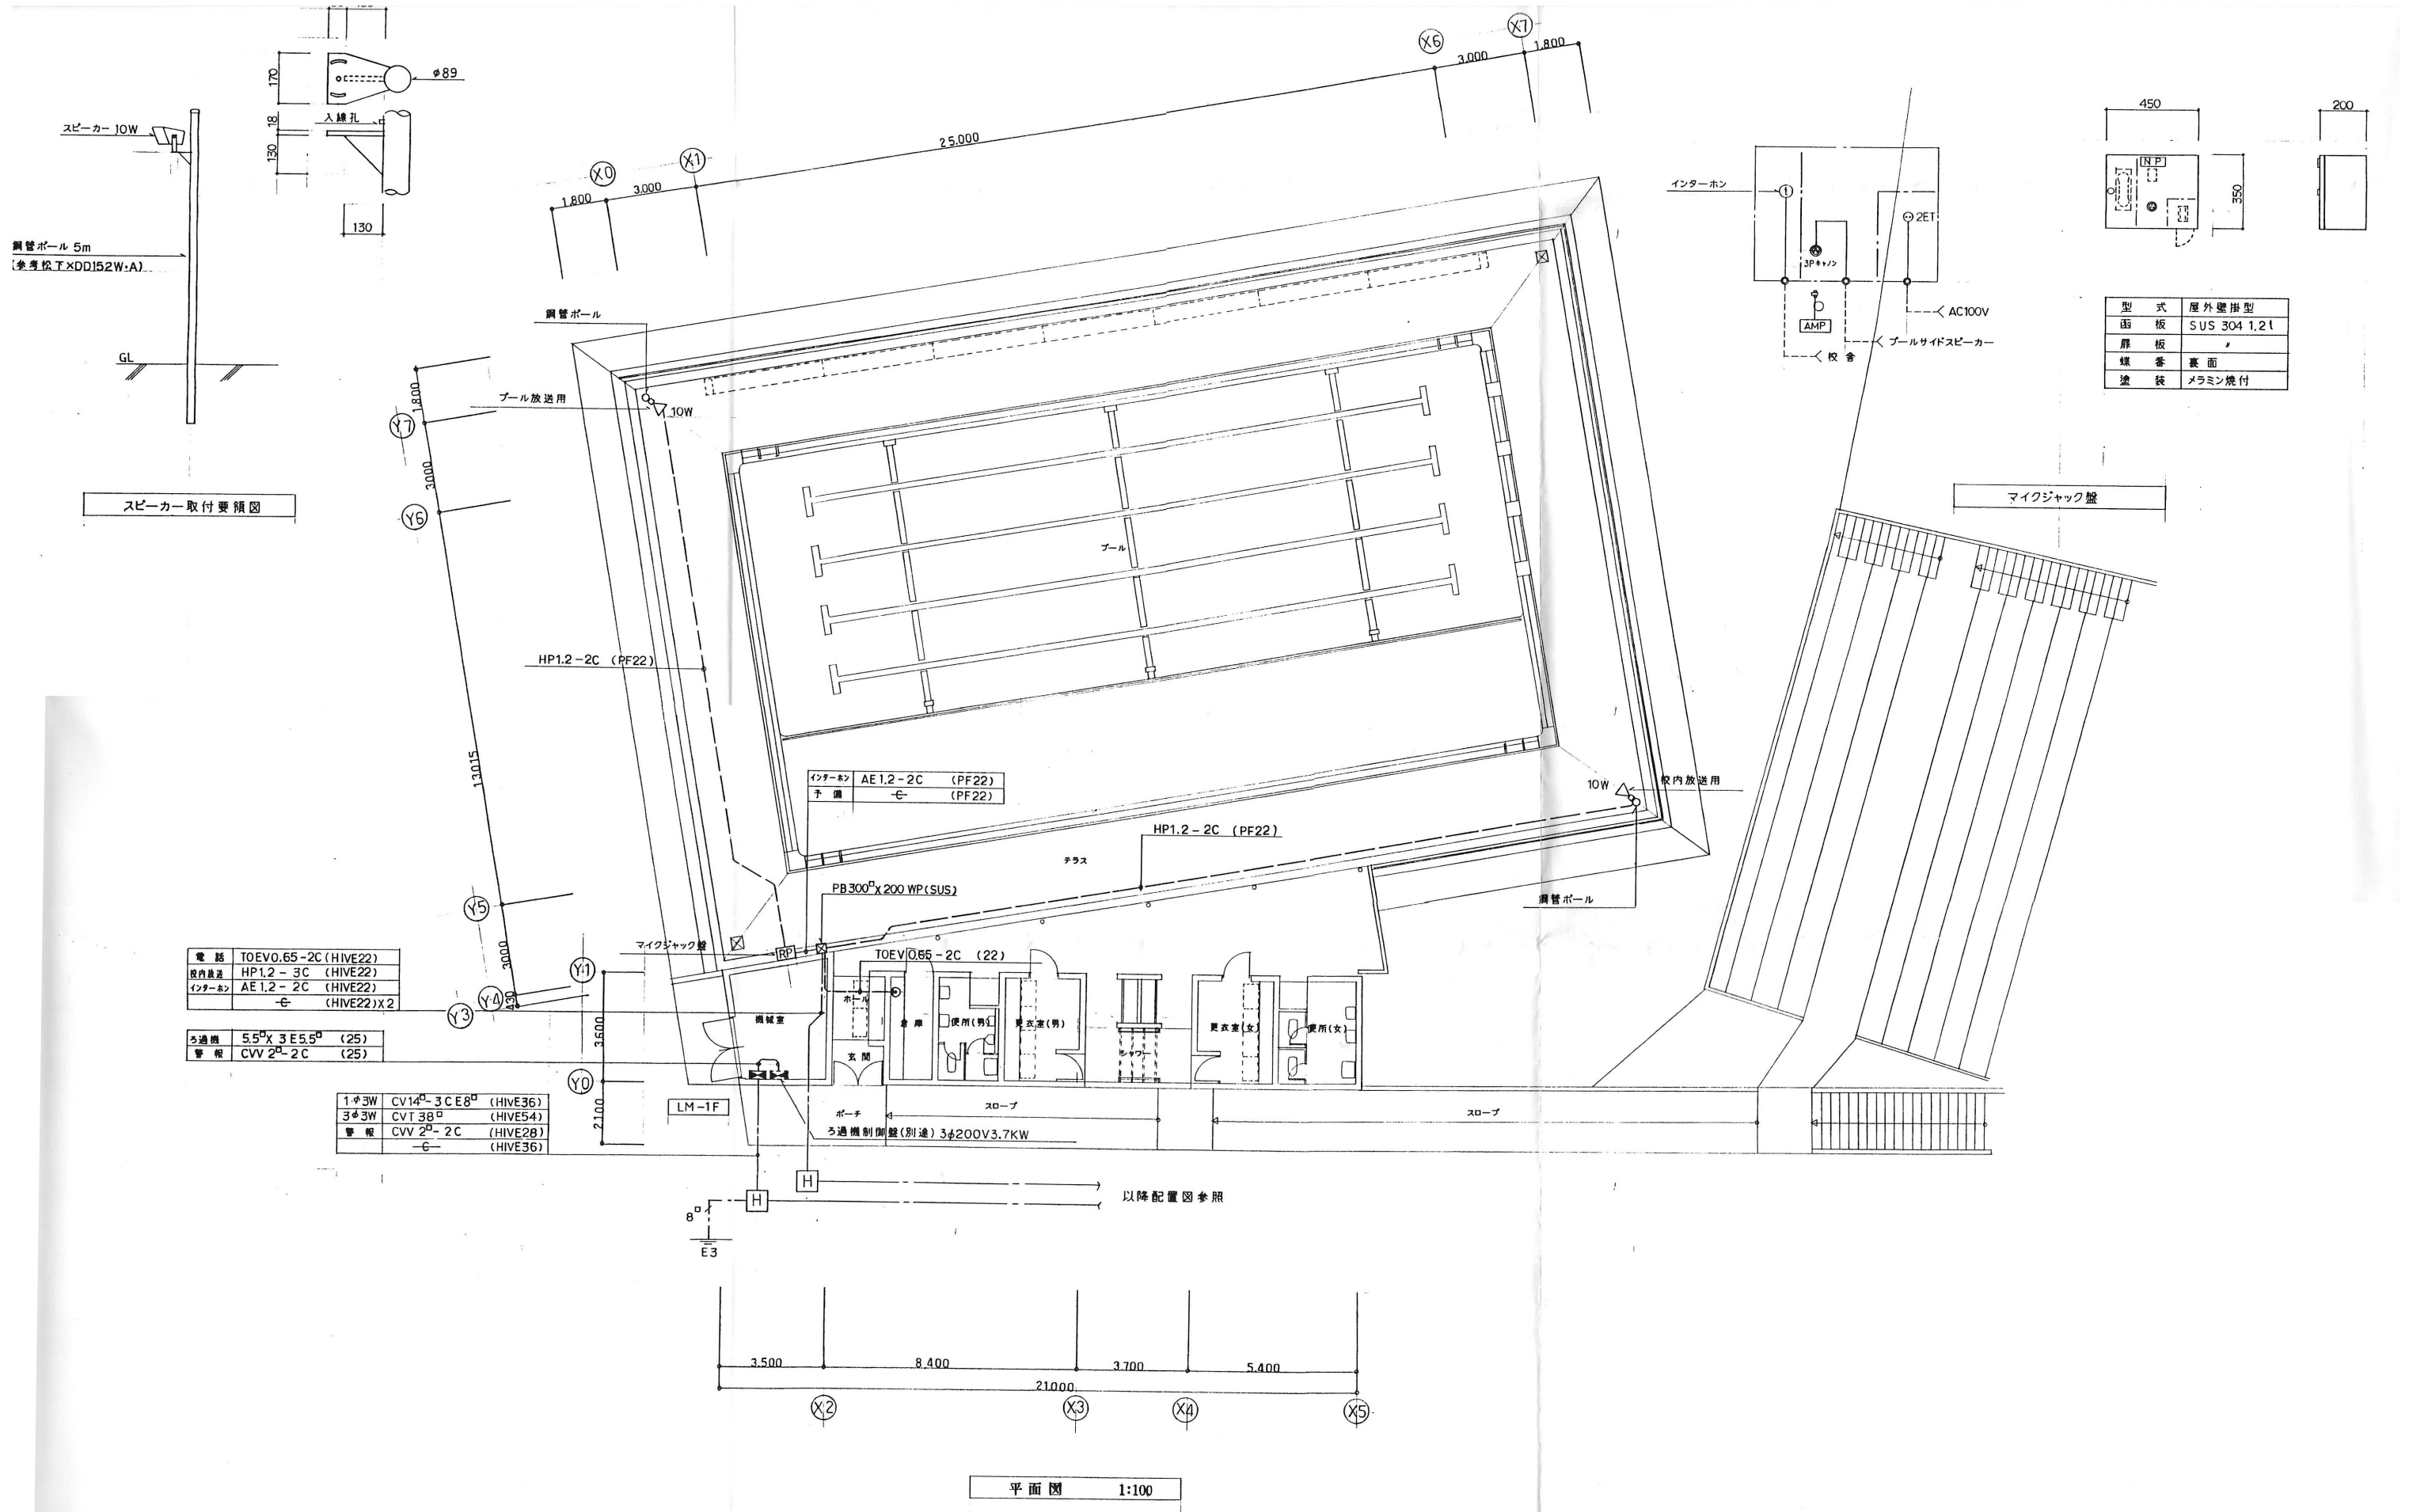 170
18
130
130
φ89
入線孔
スピーカー 10W
鋼管ポール 5m
(参考松下XDD152W・A)
GL
スピーカー取付要領図
X0
X1
X6
X7
1,800
3,000
25,000
3,000
1,800
鋼管ポール
プール放送用
10W
Y7
Y6
Y5
Y4
Y3
Y1
Y0
1,800
3000
13,015
3000
430
3,600
2,100
HP1.2-2C (PF22)
プール
インターホン AE1.2-2C (PF22)
予備 C (PF22)
HP1.2-2C (PF22)
テラス
PB300□X200 WP(SUS)
10W
校内放送用
鋼管ポール
マイクジャック盤
RP
TOEV0.65-2C (22)
電話 TOEV0.65-2C (HIVE22)
校内放送 HP1.2-3C (HIVE22)
インターホン AE1.2-2C (HIVE22)
C (HIVE22)X2
ろ過機 5.5□X3 E5.5□ (25)
警報 CVV 2□-2C (25)
1φ3W CV14□-3C E8□ (HIVE36)
3φ3W CVT 38□ (HIVE54)
警報 CVV 2□-2C (HIVE28)
C (HIVE36)
機械室
ホール
倉庫
便所(男)
更衣室(男)
シャワー
更衣室(女)
便所(女)
玄関
LM-1F
ポーチ
スロープ
スロープ
ろ過機制御盤(別途) 3φ200V3.7KW
H
H
以降配置図参照
8□
E3
3,500
8,400
3,700
5,400
21,000
X2
X3
X4
X5
平面図 1:100
インターホン
t
2ET
3Pキャノン
AMP
AC100V
プールサイドスピーカー
校舎
450
200
350
NP
型式 屋外壁掛型
函板 SUS 304 1.2t
扉板 〃
蝶番 裏面
塗装 メラミン焼付
マイクジャック盤